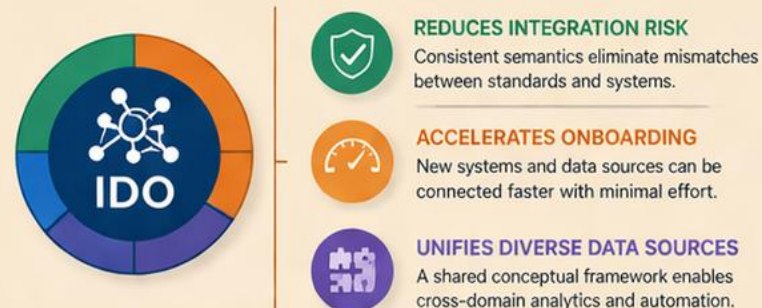 IDO
REDUCES INTEGRATION RISK
Consistent semantics eliminate mismatches
between standards and systems.
ACCELERATES ONBOARDING
New systems and data sources can be
connected faster with minimal effort.
UNIFIES DIVERSE DATA SOURCES
A shared conceptual framework enables
cross-domain analytics and automation.